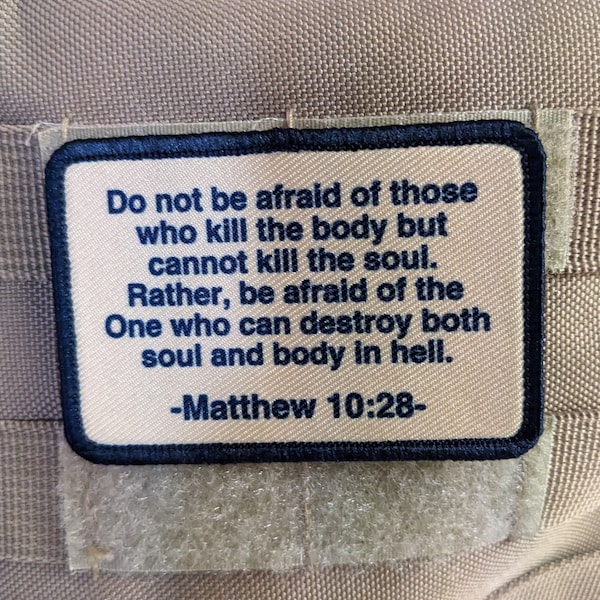 Do not be afraid of those
who kill the body but
cannot kill the soul.
Rather, be afraid of the
One who can destroy both
soul and body in hell.
-Matthew 10:28-